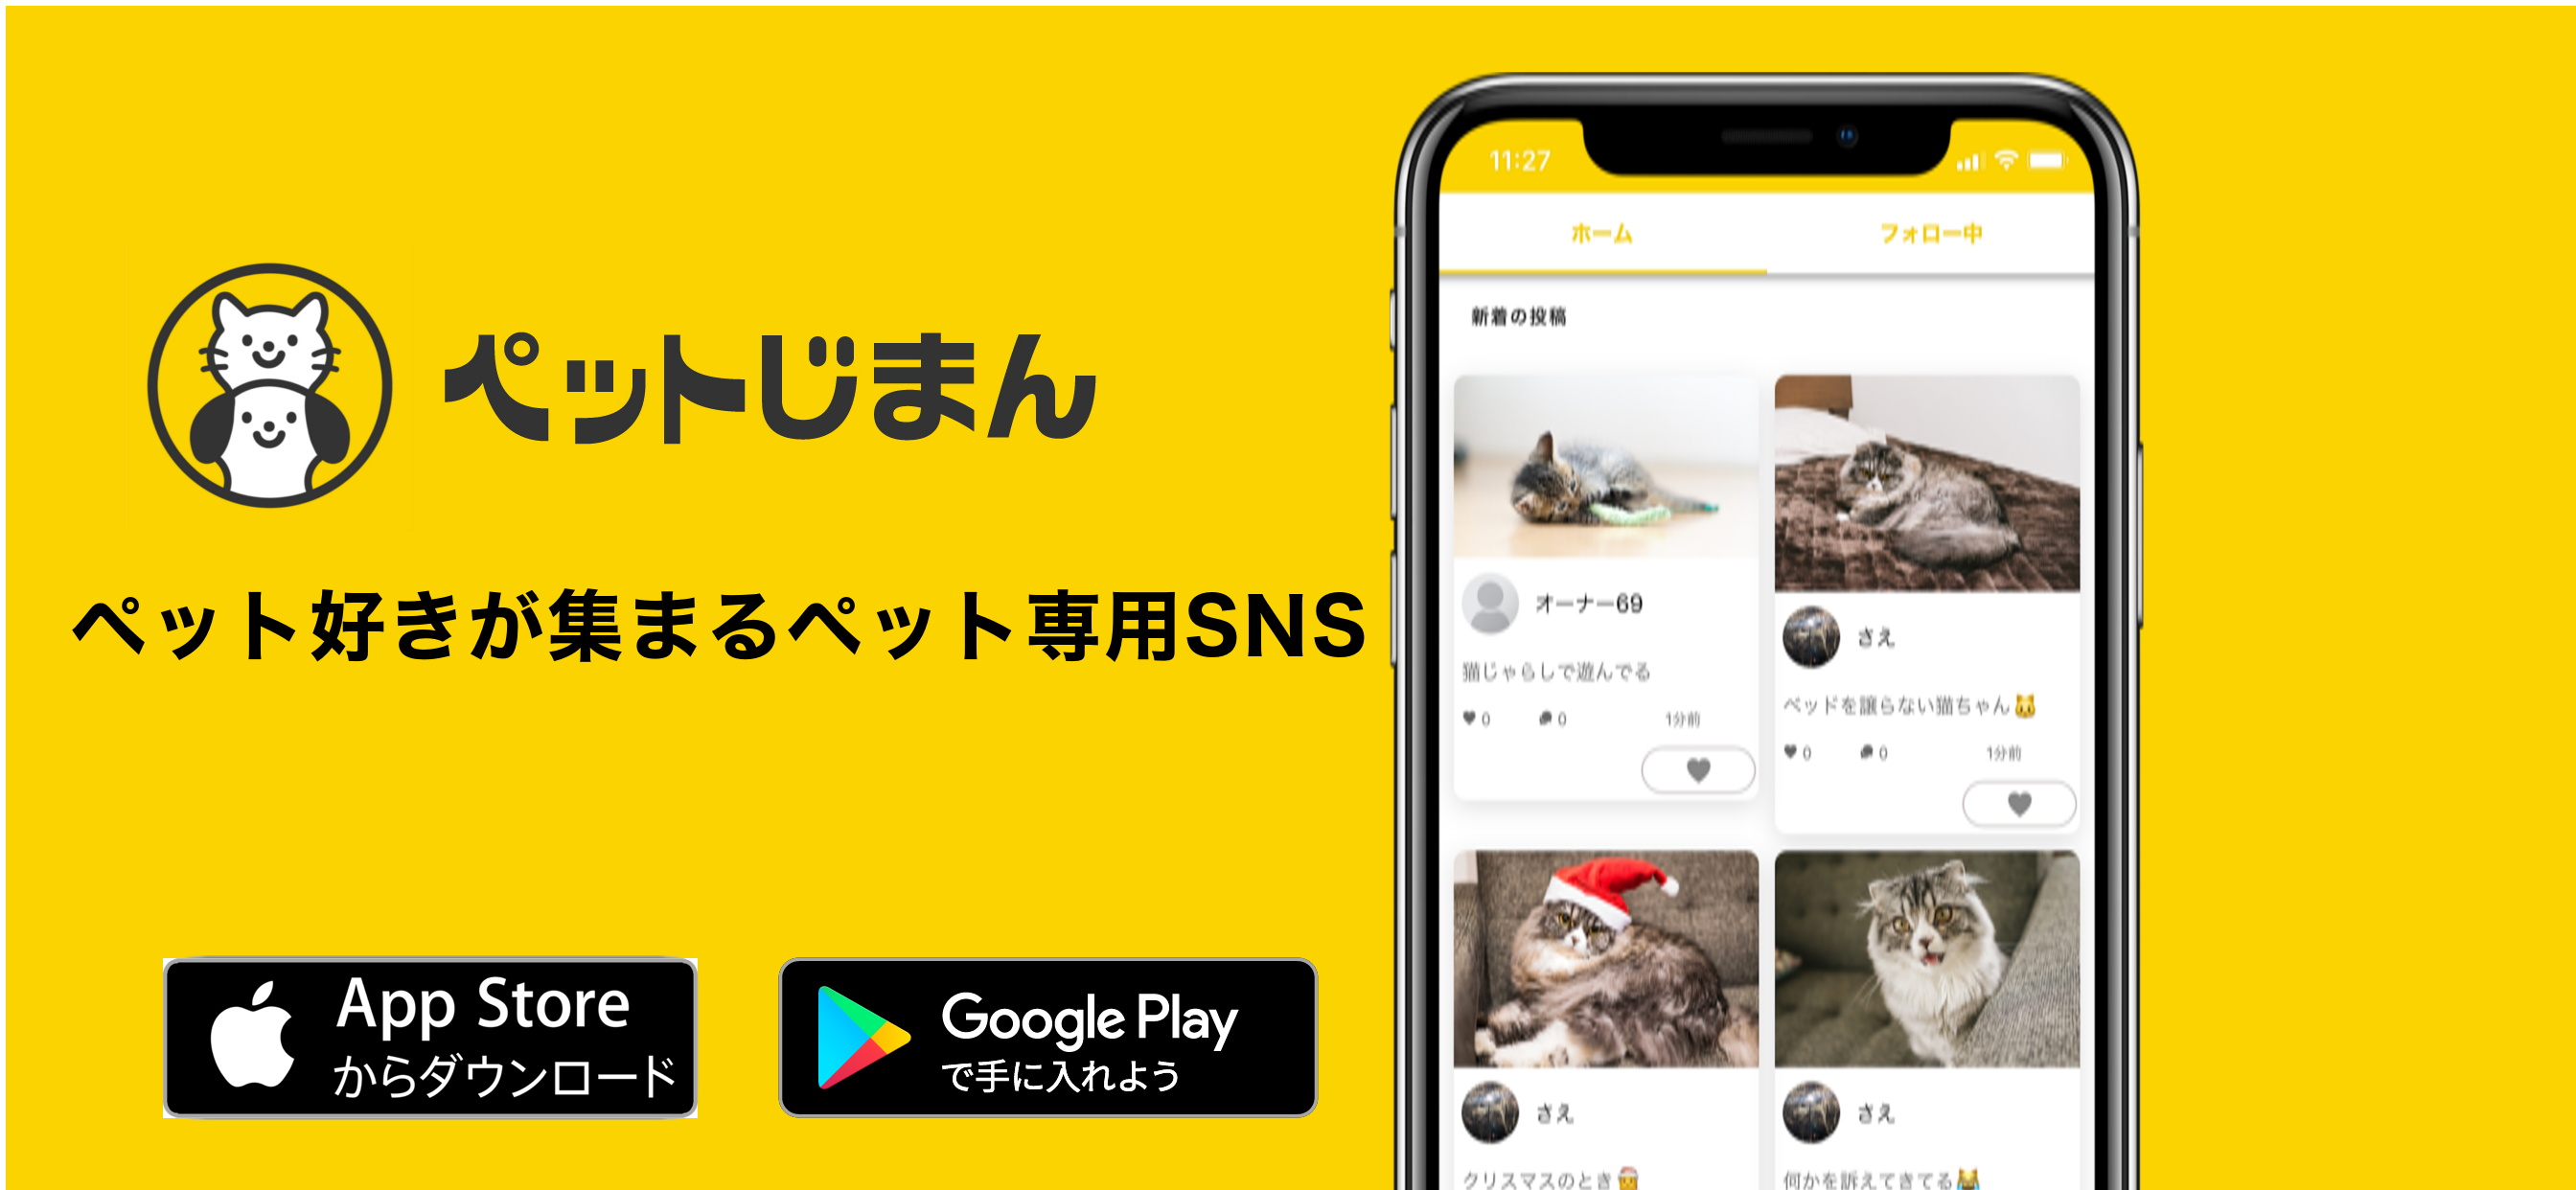 ペットじまん
ペット好きが集まるペット専用SNS
App Store
からダウンロード
Google Play
で手に入れよう
11:27
ホーム
フォロー中
新着の投稿
オーナー69
猫じゃらしで遊んでる
0 0 1分前
さえ
ベッドを譲らない猫ちゃん🐱
0 0 1分前
さえ
クリスマスのとき🎅
さえ
何かを訴えてきてる😹